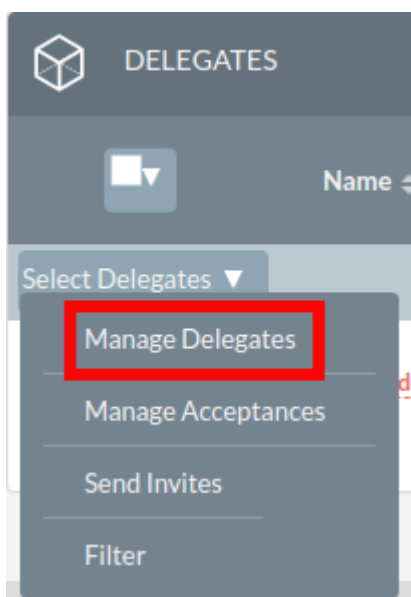 DELEGATES
Name
Select Delegates ▼
Manage Delegates
Manage Acceptances
Send Invites
Filter